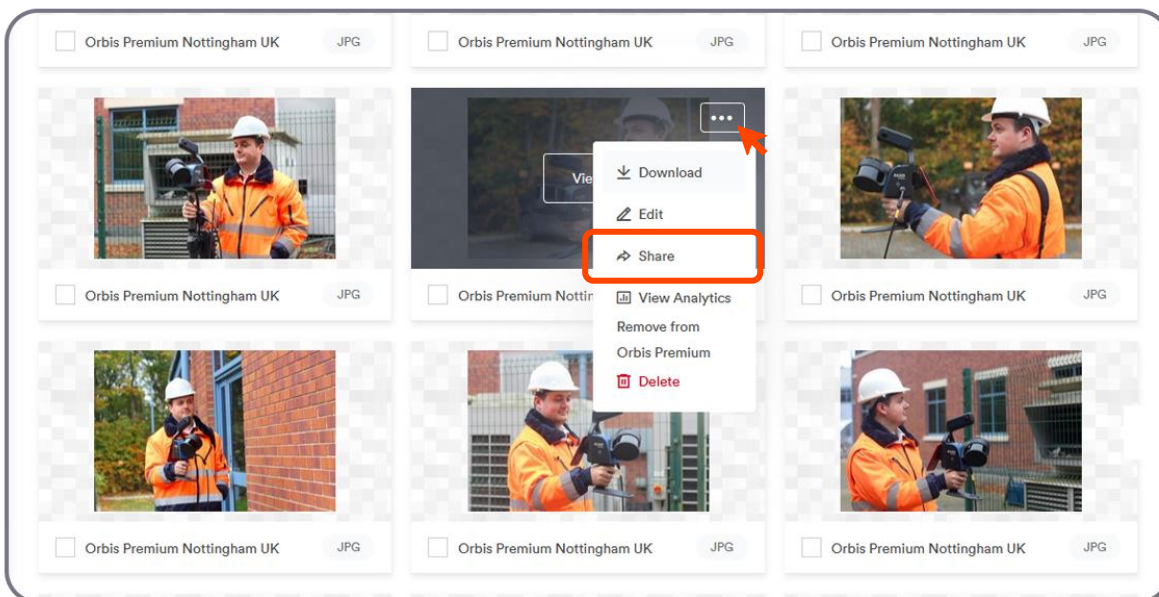 Orbis Premium Nottingham UK JPG
Orbis Premium Nottingham UK JPG
Orbis Premium Nottingham UK JPG
Vie
Download
Edit
Share
View Analytics
Remove from
Orbis Premium
Delete
Orbis Premium Nottingham UK JPG
Orbis Premium Nottin
Orbis Premium Nottingham UK JPG
Orbis Premium Nottingham UK JPG
Orbis Premium Nottingham UK JPG
Orbis Premium Nottingham UK JPG